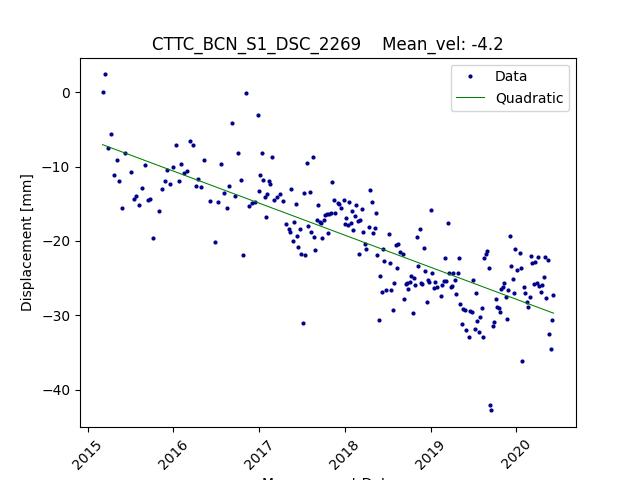 CTTC_BCN_S1_DSC_2269    Mean_vel: -4.2
Data
Quadratic
0
−10
−20
−30
−40
Displacement [mm]
2015
2016
2017
2018
2019
2020